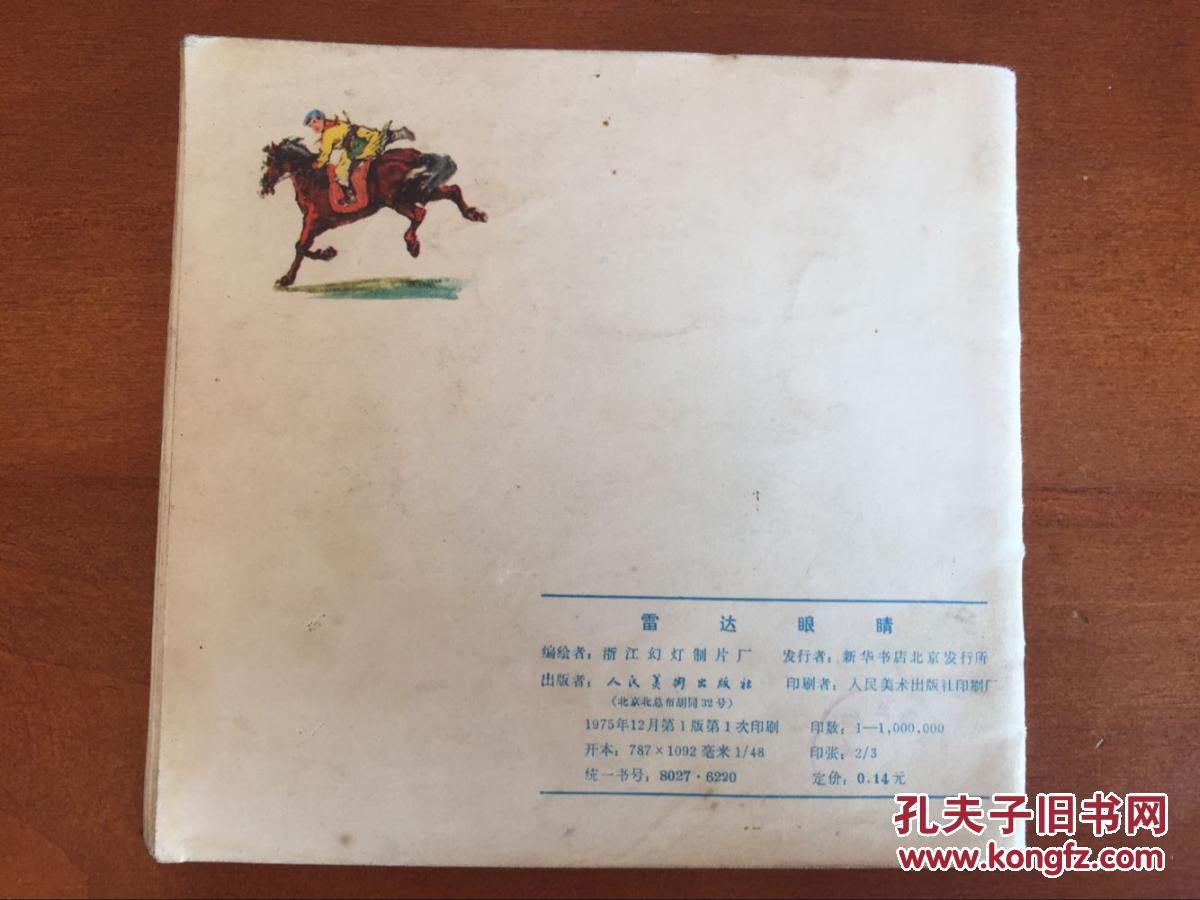 雷达眼睛
编绘者：浙江幻灯制片厂 发行者：新华书店北京发行所
出版者：人民美术出版社 印刷者：人民美术出版社印刷厂
（北京北总布胡同32号）
1975年12月第1版第1次印刷 印数：1—1,000,000
开本：787×1092毫米1/48 印张：2/3
统一书号：8027·6220 定价：0.14元
孔夫子旧书网
www.kongfz.com